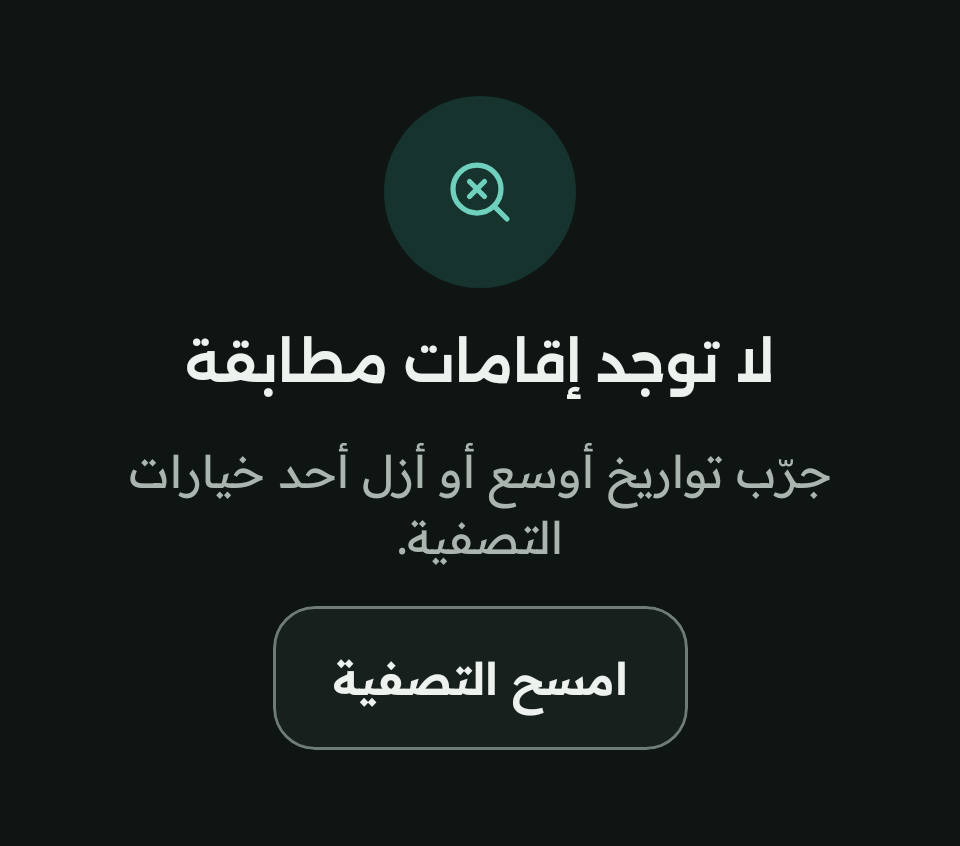 لا توجد إقامات مطابقة
جرّب تواريخ أوسع أو أزل أحد خيارات
التصفية.
امسح التصفية